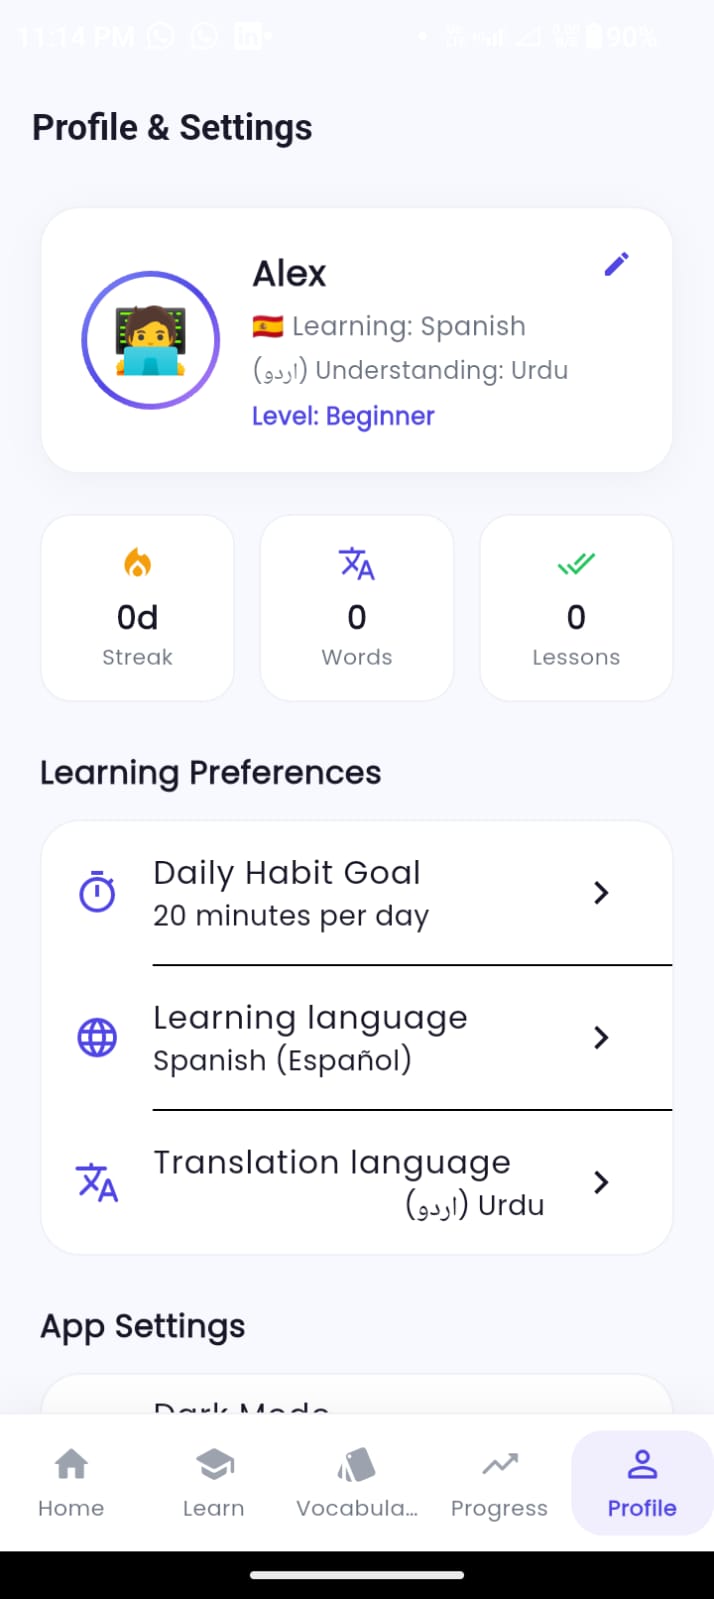 11:14 PM 90%
Profile & Settings
Alex
Learning: Spanish
(اردو) Understanding: Urdu
Level: Beginner
0d
0
0
Streak
Words
Lessons
Learning Preferences
Daily Habit Goal
20 minutes per day
Learning language
Spanish (Español)
Translation language
(اردو) Urdu
App Settings
Dark Mode
Home
Learn
Vocabula...
Progress
Profile